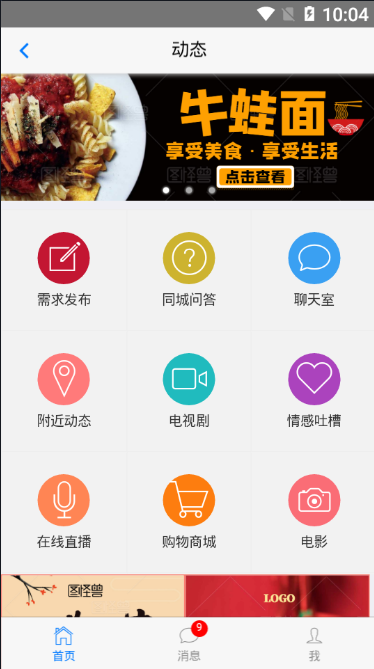 10:04
动态
牛蛙面
享受美食·享受生活
图怪兽 点击查看 图怪兽
需求发布 同城问答 聊天室
附近动态 电视剧 情感吐槽
在线直播 购物商城 电影
图怪兽 LOGO
9
首页 消息 我